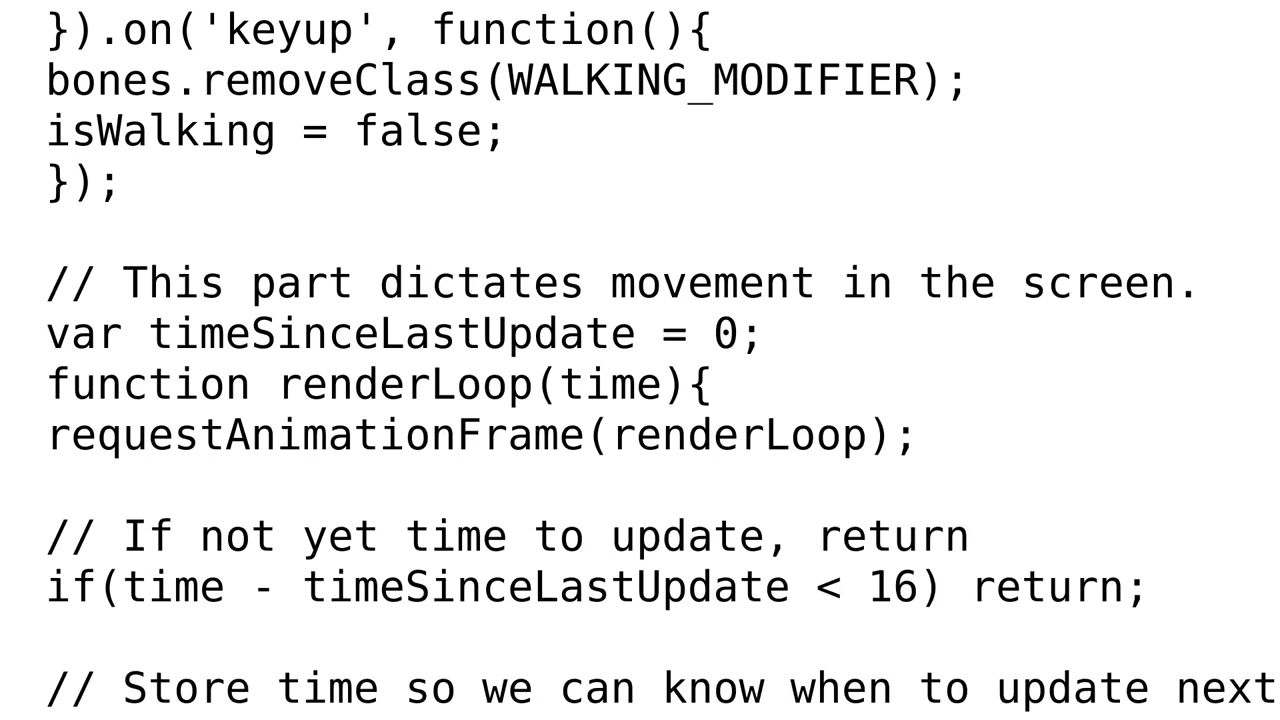 }).on('keyup', function(){
bones.removeClass(WALKING_MODIFIER);
isWalking = false;
});
// This part dictates movement in the screen.
var timeSinceLastUpdate = 0;
function renderLoop(time){
requestAnimationFrame(renderLoop);
// If not yet time to update, return
if(time - timeSinceLastUpdate < 16) return;
// Store time so we can know when to update next